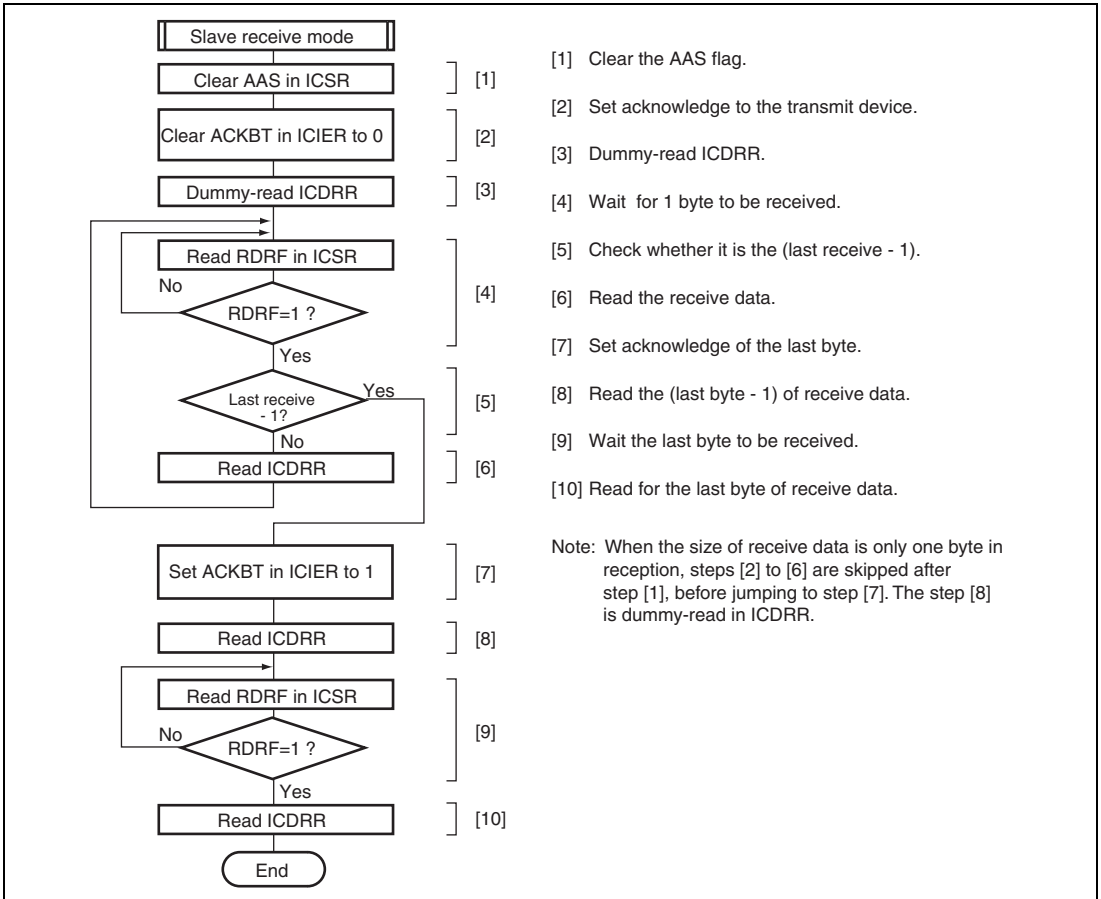 Slave receive mode
Clear AAS in ICSR
[1]
Clear ACKBT in ICIER to 0
[2]
Dummy-read ICDRR
[3]
Read RDRF in ICSR
No
RDRF=1 ?
[4]
Yes
Last receive
- 1?
Yes
[5]
No
Read ICDRR
[6]
Set ACKBT in ICIER to 1
[7]
Read ICDRR
[8]
Read RDRF in ICSR
No
RDRF=1 ?
[9]
Yes
Read ICDRR
[10]
End
[1] Clear the AAS flag.
[2] Set acknowledge to the transmit device.
[3] Dummy-read ICDRR.
[4] Wait for 1 byte to be received.
[5] Check whether it is the (last receive - 1).
[6] Read the receive data.
[7] Set acknowledge of the last byte.
[8] Read the (last byte - 1) of receive data.
[9] Wait the last byte to be received.
[10] Read for the last byte of receive data.
Note: When the size of receive data is only one byte in
reception, steps [2] to [6] are skipped after
step [1], before jumping to step [7]. The step [8]
is dummy-read in ICDRR.